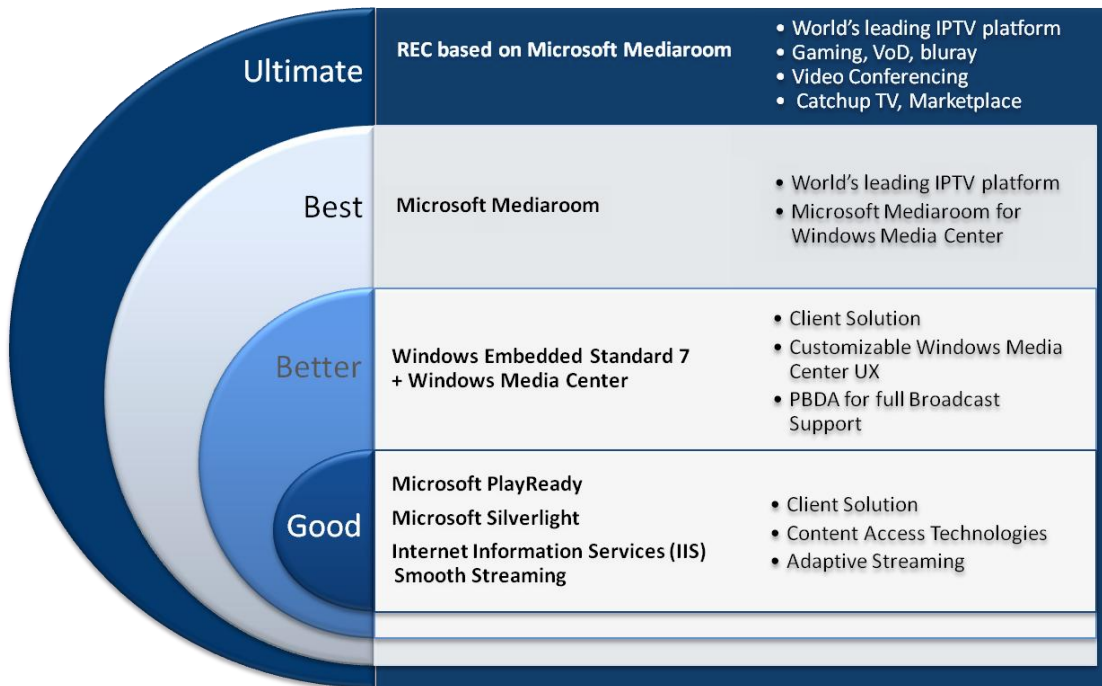 Ultimate
REC based on Microsoft Mediaroom
• World's leading IPTV platform
• Gaming, VoD, bluray
• Video Conferencing
• Catchup TV, Marketplace
Best
Microsoft Mediaroom
• World's leading IPTV platform
• Microsoft Mediaroom for
Windows Media Center
Better
Windows Embedded Standard 7
+ Windows Media Center
• Client Solution
• Customizable Windows Media
Center UX
• PBDA for full Broadcast
Support
Good
Microsoft PlayReady
Microsoft Silverlight
Internet Information Services (IIS)
Smooth Streaming
• Client Solution
• Content Access Technologies
• Adaptive Streaming